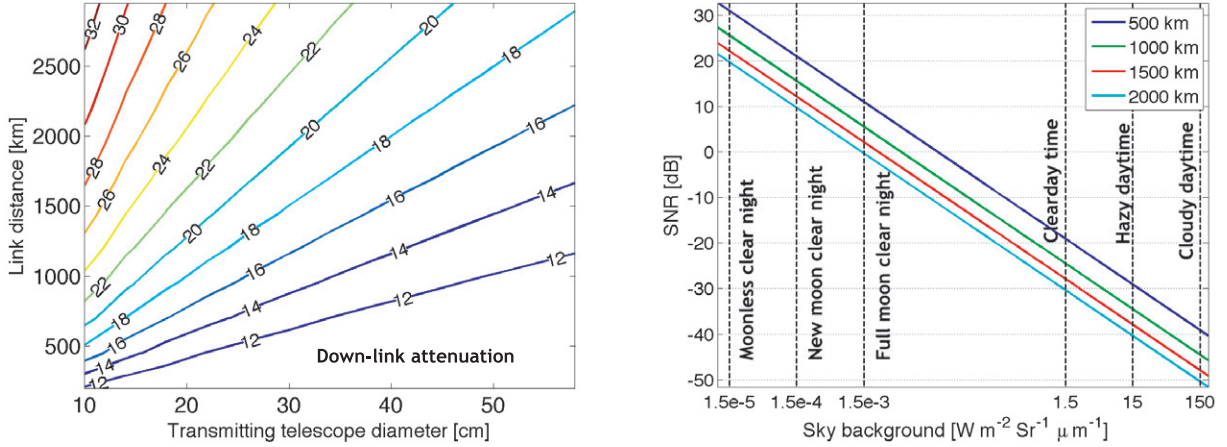 32
30
28
26
24
22
20
18
16
14
12
28
26
24
22
20
18
16
14
12
22
20
18
16
14
12
2500
2000
1500
1000
500
10
20
30
40
50
Link distance [km]
Transmitting telescope diameter [cm]
Down-link attenuation
30
20
10
0
-10
-20
-30
-40
-50
SNR [dB]
500 km
1000 km
1500 km
2000 km
Moonless clear night
New moon clear night
Full moon clear night
Clearday time
Hazy daytime
Cloudy daytime
1.5e-5
1.5e-4
1.5e-3
1.5
15
150
Sky background [W m-2 Sr-1 μ m-1]